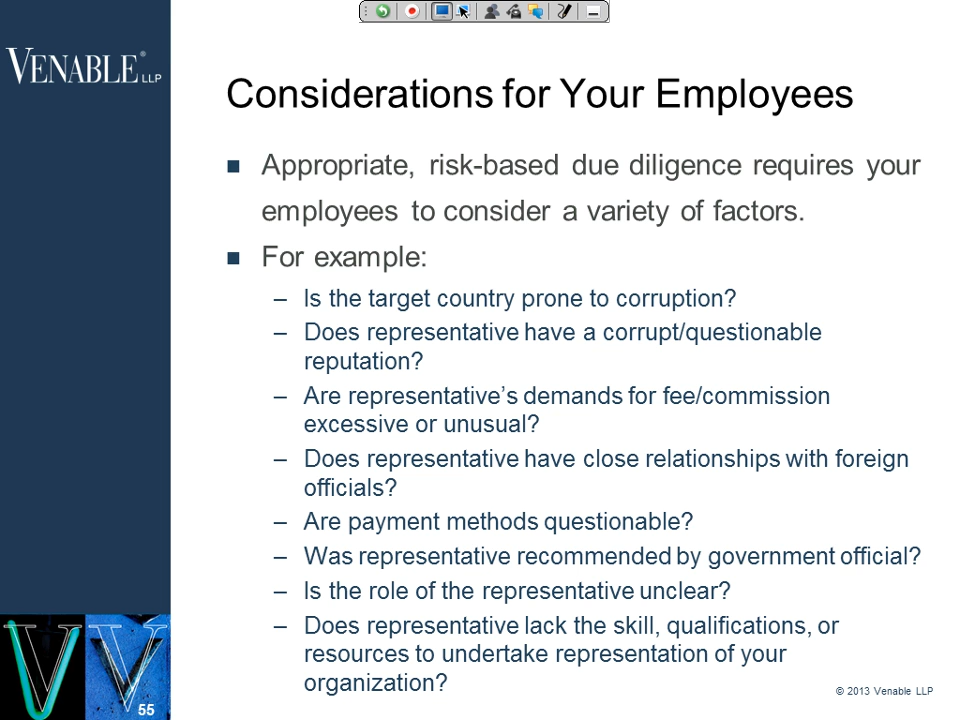 VENABLE® LLP
Considerations for Your Employees
Appropriate, risk-based due diligence requires your
employees to consider a variety of factors.
For example:
– Is the target country prone to corruption?
– Does representative have a corrupt/questionable
reputation?
– Are representative’s demands for fee/commission
excessive or unusual?
– Does representative have close relationships with foreign
officials?
– Are payment methods questionable?
– Was representative recommended by government official?
– Is the role of the representative unclear?
– Does representative lack the skill, qualifications, or
resources to undertake representation of your
organization?
© 2013 Venable LLP
55